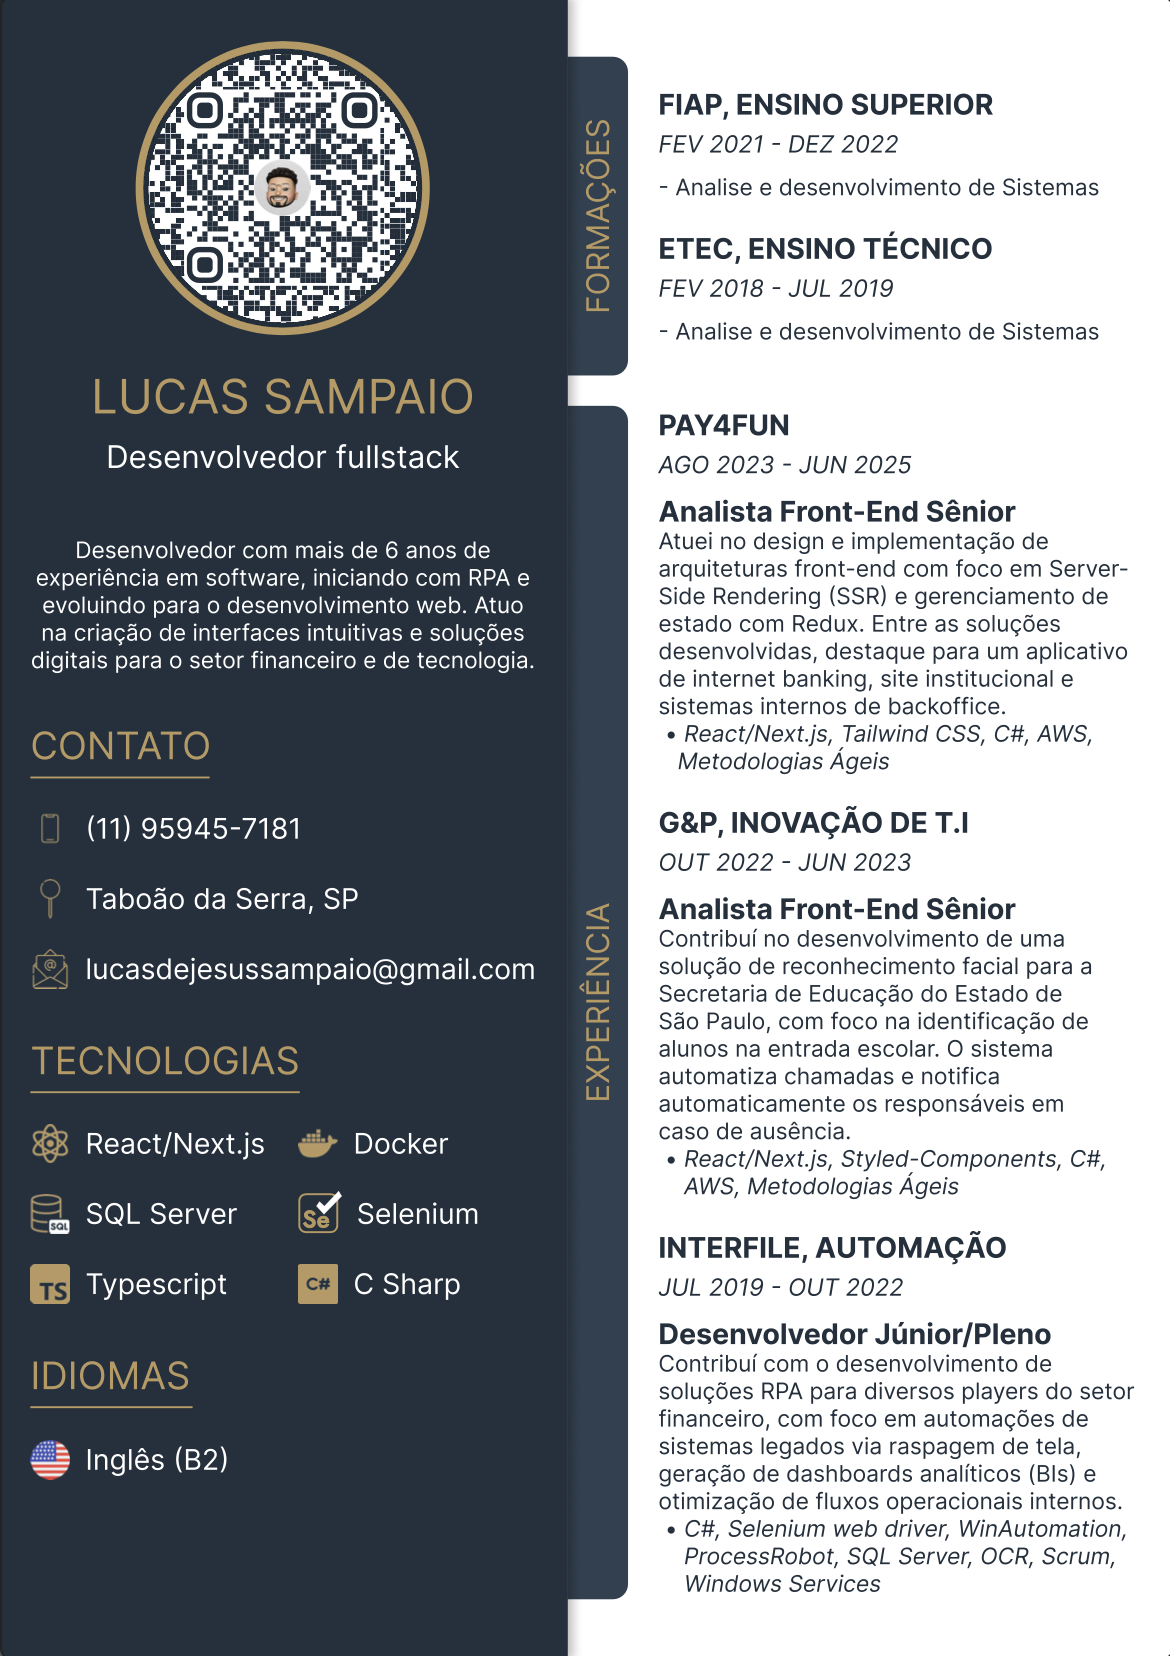 LUCAS SAMPAIO
Desenvolvedor fullstack
Desenvolvedor com mais de 6 anos de
experiência em software, iniciando com RPA e
evoluindo para o desenvolvimento web. Atuo
na criação de interfaces intuitivas e soluções
digitais para o setor financeiro e de tecnologia.
CONTATO
(11) 95945-7181
Taboão da Serra, SP
@
lucasdejesussampaio@gmail.com
TECNOLOGIAS
React/Next.js
Docker
SQL
SQL Server
Se
Selenium
TS
Typescript
C#
C Sharp
IDIOMAS
Inglês (B2)
FORMAÇÕES
FIAP, ENSINO SUPERIOR
FEV 2021 - DEZ 2022
- Analise e desenvolvimento de Sistemas
ETEC, ENSINO TÉCNICO
FEV 2018 - JUL 2019
- Analise e desenvolvimento de Sistemas
EXPERIÊNCIA
PAY4FUN
AGO 2023 - JUN 2025
Analista Front-End Sênior
Atuei no design e implementação de
arquiteturas front-end com foco em Server-
Side Rendering (SSR) e gerenciamento de
estado com Redux. Entre as soluções
desenvolvidas, destaque para um aplicativo
de internet banking, site institucional e
sistemas internos de backoffice.
• React/Next.js, Tailwind CSS, C#, AWS,
Metodologias Ágeis
G&P, INOVAÇÃO DE T.I
OUT 2022 - JUN 2023
Analista Front-End Sênior
Contribuí no desenvolvimento de uma
solução de reconhecimento facial para a
Secretaria de Educação do Estado de
São Paulo, com foco na identificação de
alunos na entrada escolar. O sistema
automatiza chamadas e notifica
automaticamente os responsáveis em
caso de ausência.
• React/Next.js, Styled-Components, C#,
AWS, Metodologias Ágeis
INTERFILE, AUTOMAÇÃO
JUL 2019 - OUT 2022
Desenvolvedor Júnior/Pleno
Contribuí com o desenvolvimento de
soluções RPA para diversos players do setor
financeiro, com foco em automações de
sistemas legados via raspagem de tela,
geração de dashboards analíticos (BIs) e
otimização de fluxos operacionais internos.
• C#, Selenium web driver, WinAutomation,
ProcessRobot, SQL Server, OCR, Scrum,
Windows Services